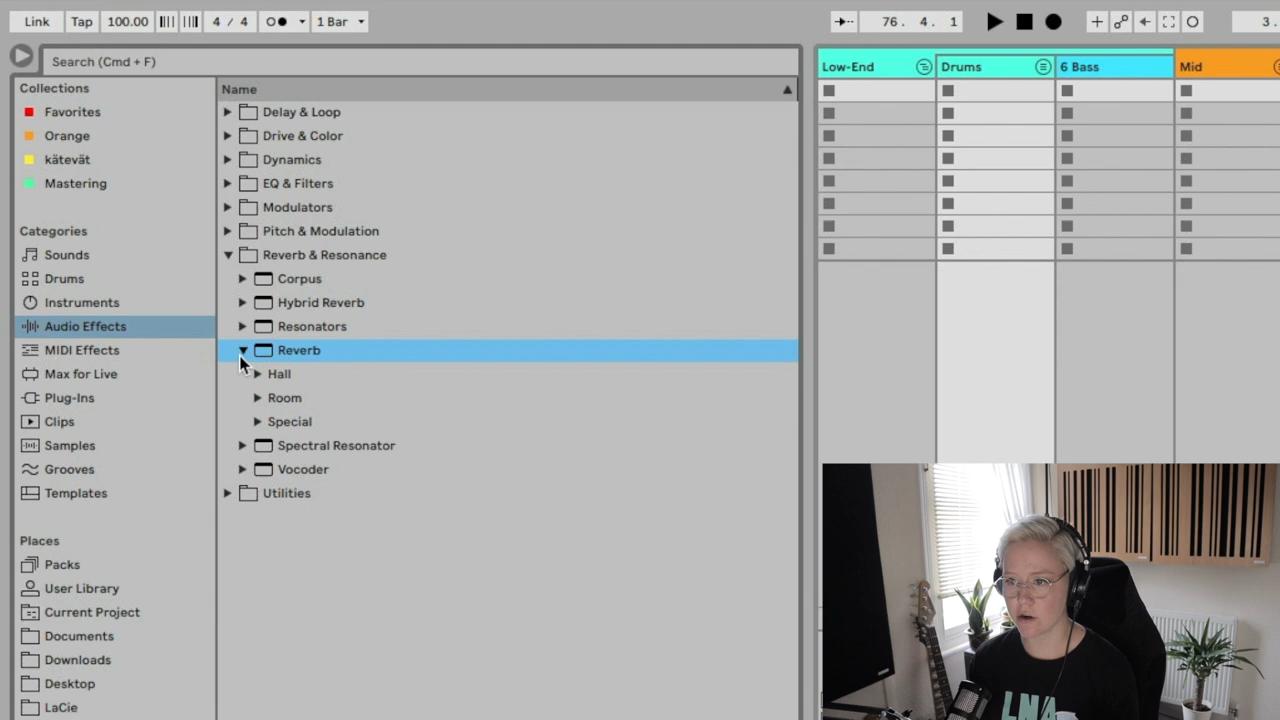 Link Tap 100.00 4 / 4 1 Bar 76. 4. 1 3.
Search (Cmd + F)
Collections
Favorites
Orange
kätevät
Mastering
Categories
Sounds
Drums
Instruments
Audio Effects
MIDI Effects
Max for Live
Plug-Ins
Clips
Samples
Grooves
Templates
Places
Packs
User Library
Current Project
Documents
Downloads
Desktop
LaCie
Name
Delay & Loop
Drive & Color
Dynamics
EQ & Filters
Modulators
Pitch & Modulation
Reverb & Resonance
Corpus
Hybrid Reverb
Resonators
Reverb
Hall
Room
Special
Spectral Resonator
Vocoder
Utilities
Low-End Drums 6 Bass Mid
LNA